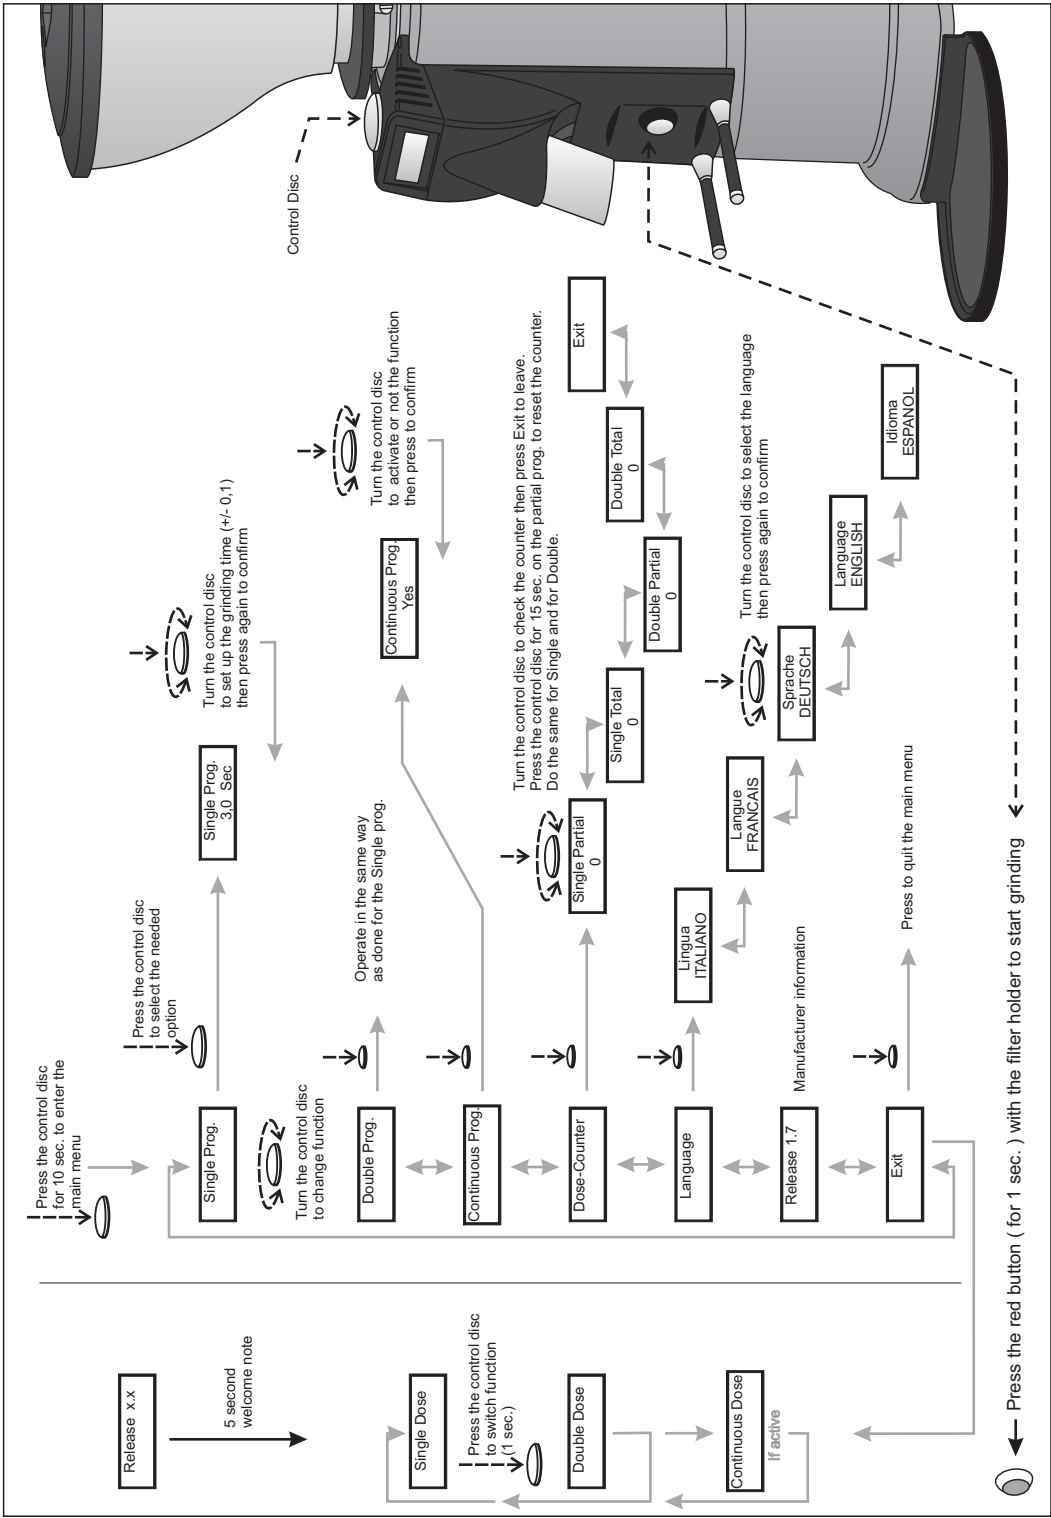 Release x.x
5 second
welcome note
Single Dose
Press the control disc
to switch function
(1 sec.)
Double Dose
Continuous Dose
If active
Press the control disc
for 10 sec. to enter the
main menu
Single Prog.
Turn the control disc
to change function
Double Prog.
Continuous Prog.
Dose-Counter
Language
Release 1.7
Exit
Press the control disc
to select the needed
option
Single Prog.
3,0 Sec
Turn the control disc
to set up the grinding time (+/- 0,1)
then press again to confirm
Operate in the same way
as done for the Single prog.
Continuous Prog.
Yes
Turn the control disc
to activate or not the function
then press to confirm
Turn the control disc to check the counter then press Exit to leave.
Press the control disc for 15 sec. on the partial prog. to reset the counter.
Do the same for Single and for Double.
Single Partial
0
Single Total
0
Double Partial
0
Double Total
0
Exit
Turn the control disc to select the language
then press again to confirm
Lingua
ITALIANO
Langue
FRANCAIS
Sprache
DEUTSCH
Language
ENGLISH
Idioma
ESPANOL
Manufacturer information
Press to quit the main menu
Control Disc
Press the red button ( for 1 sec. ) with the filter holder to start grinding